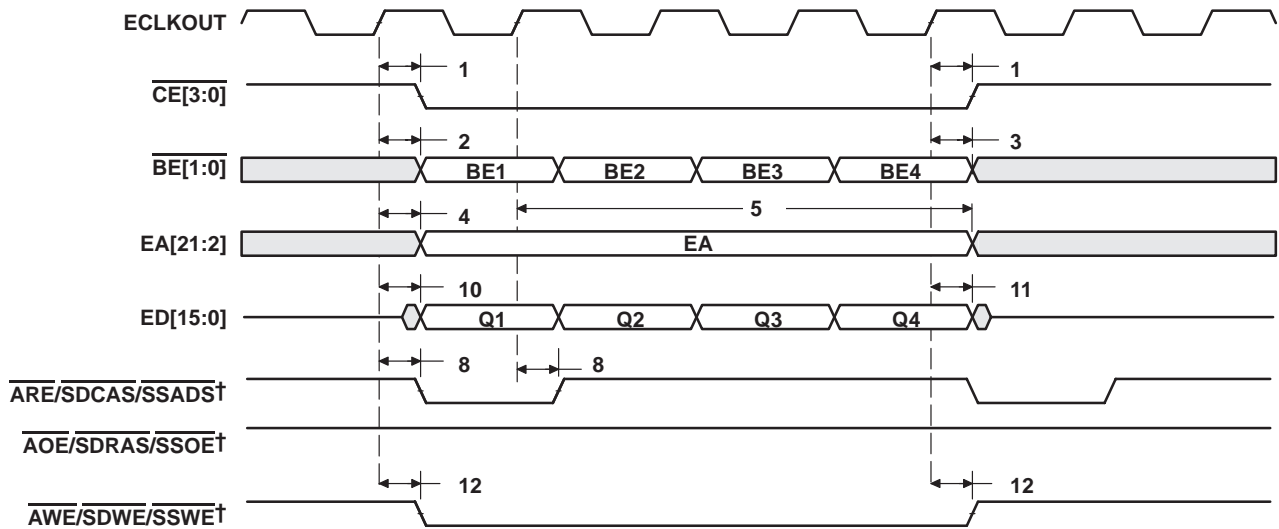 ECLKOUT
1 1
CE[3:0]
2 3
BE[1:0] BE1 BE2 BE3 BE4
4 5
EA[21:2] EA
10 11
ED[15:0] Q1 Q2 Q3 Q4
8 8
ARE/SDCAS/SSADS†
AOE/SDRAS/SSOE†
12 12
AWE/SDWE/SSWE†